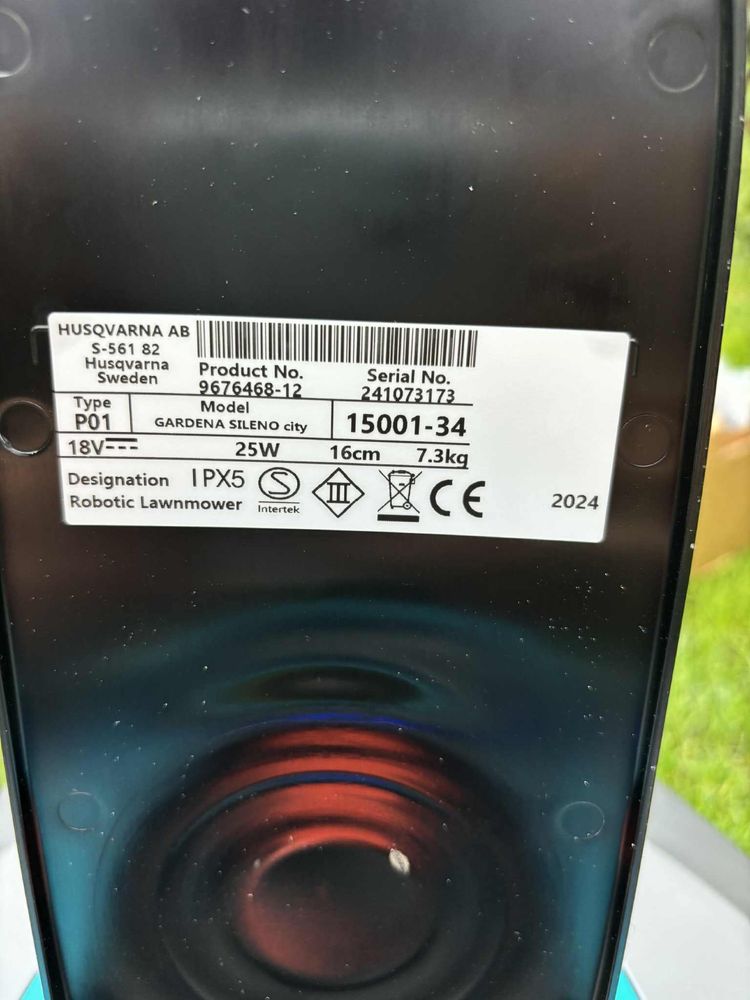 HUSQVARNA AB
S-561 82
Husqvarna
Sweden
Product No. Serial No.
9676468-12 241073173
Type Model
P01 GARDENA SILENO city 15001-34
18V 25W 16cm 7.3kg
Designation IPX5 S Intertek III CE
Robotic Lawnmower 2024